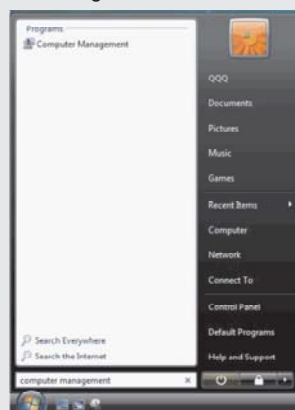 Programs
Computer Management
Search Everywhere
Search the Internet
computer management
QQQ
Documents
Pictures
Music
Games
Recent Items
Computer
Network
Connect To
Control Panel
Default Programs
Help and Support